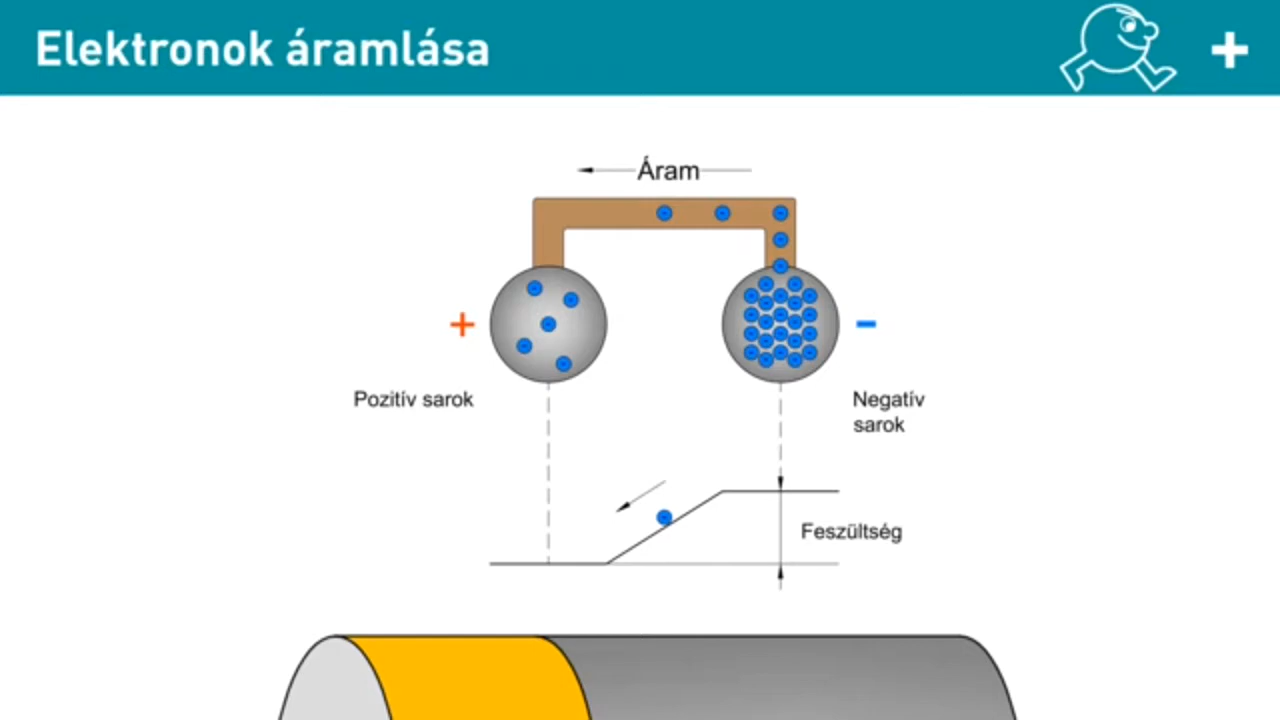 Elektronok áramlása
+
Áram
+
-
Pozitív sarok
Negatív
sarok
Feszültség